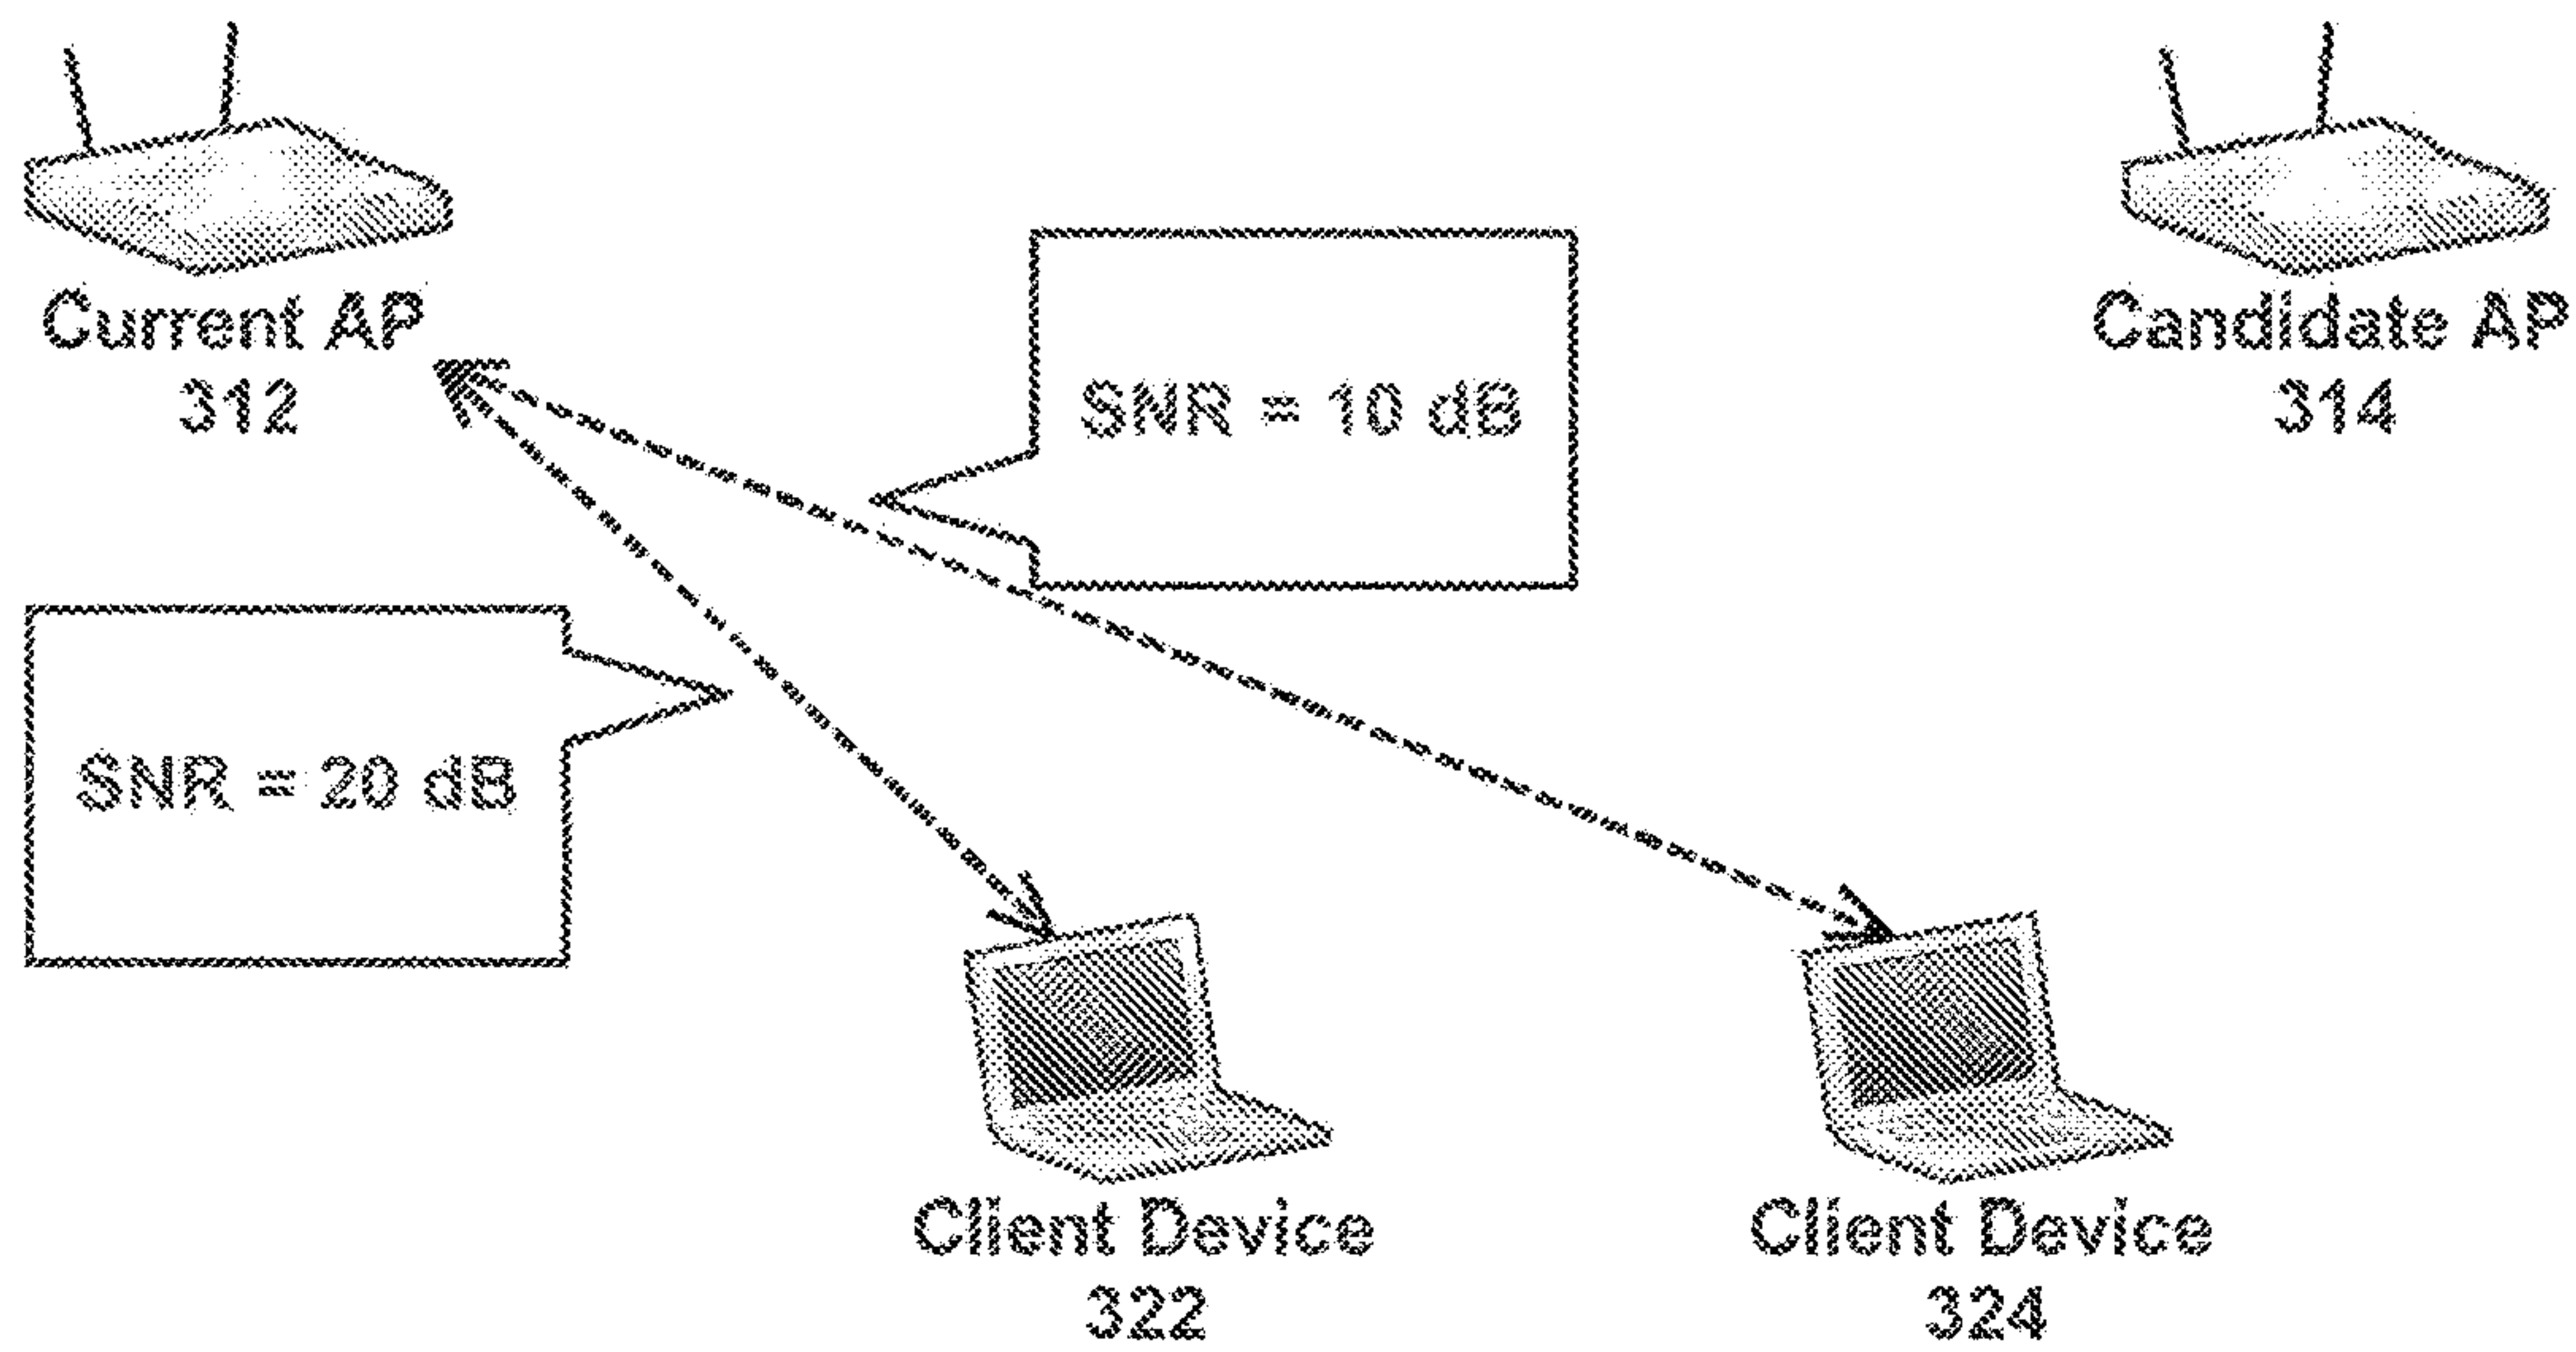 Current AP
312
Candidate AP
314
SNR = 10 dB
SNR = 20 dB
Client Device
322
Client Device
324